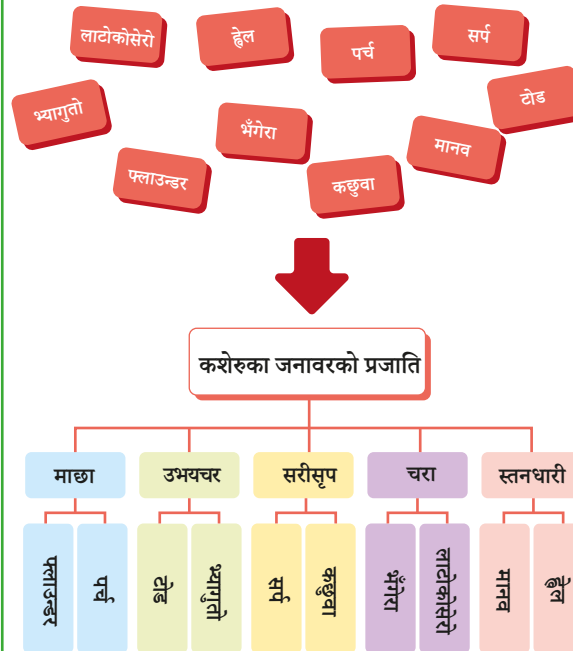 लाटोकोसेरो
ह्वेल
पर्च
सर्प
भ्यागुतो
भँगेरा
मानव
टोड
फ्लाउन्डर
कछुवा
कशेरुका जनावरको प्रजाति
माछा
उभयचर
सरीसृप
चरा
स्तनधारी
फ्लाउन्डर
पर्च
टोड
भ्यागुतो
सर्प
कछुवा
भँगेरा
लाटोकोसेरो
मानव
ह्वेल